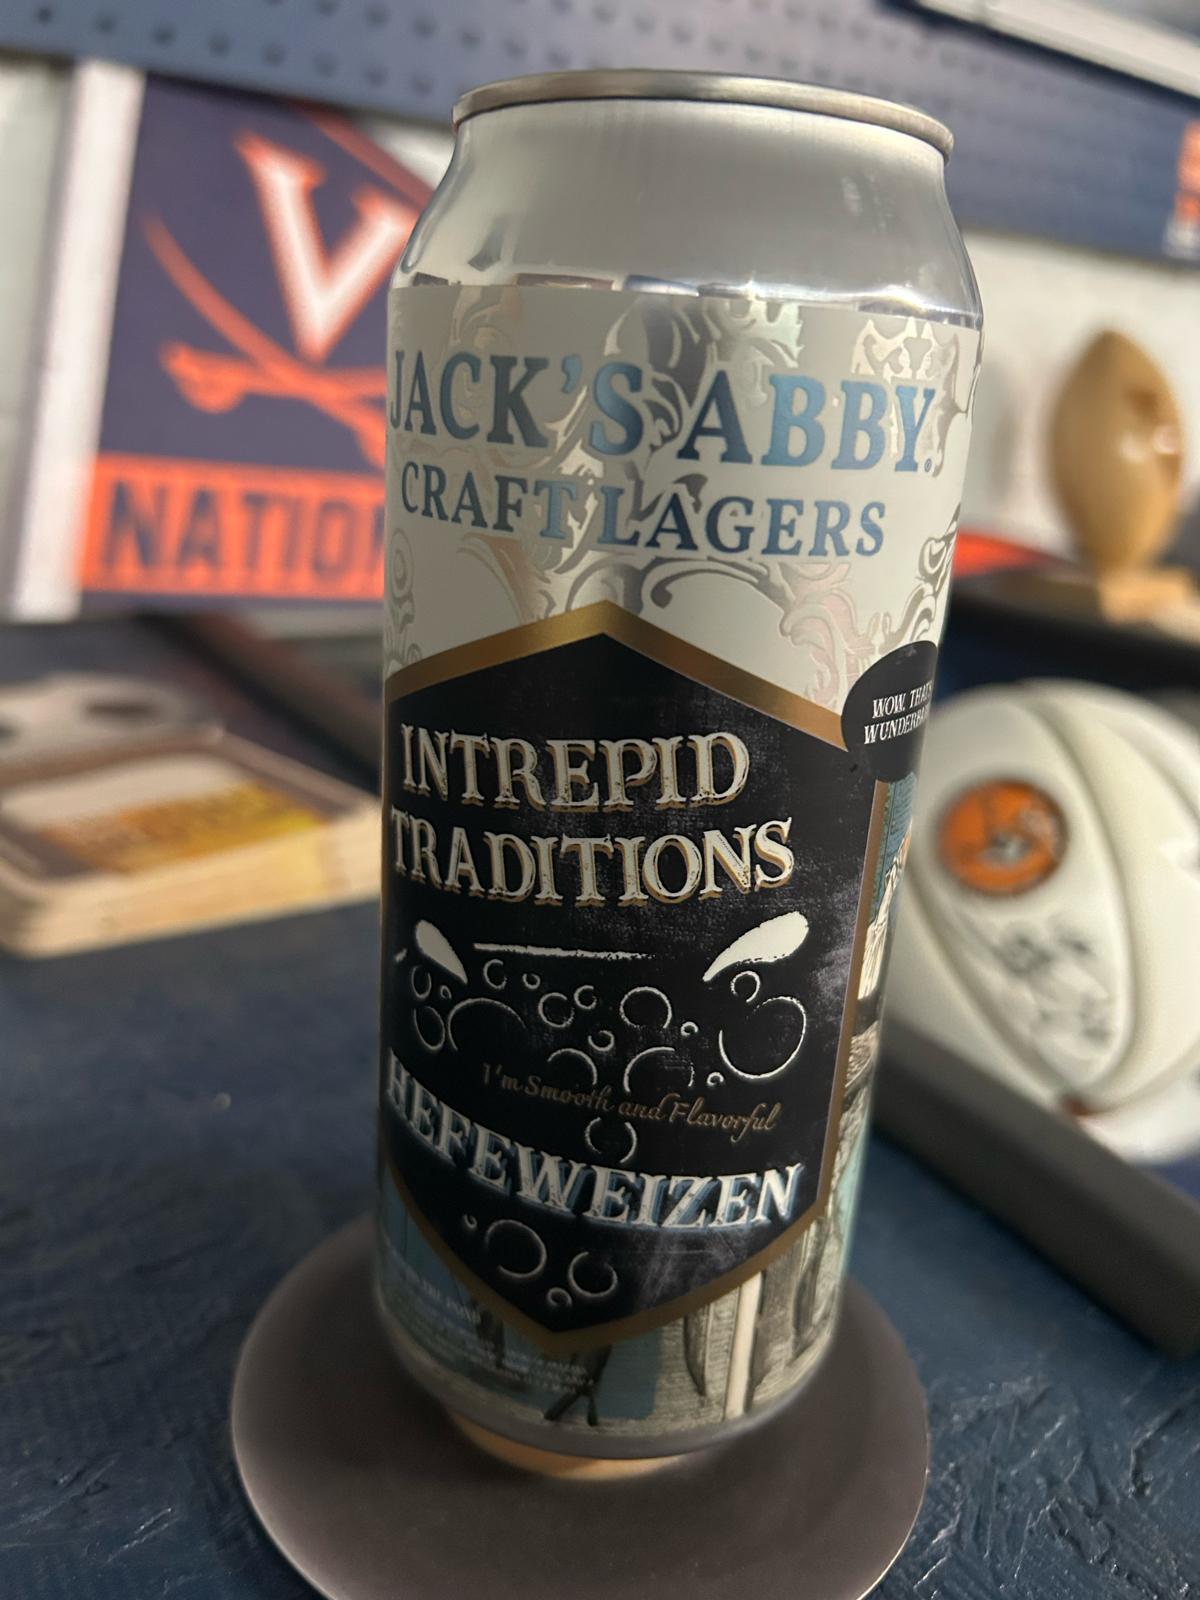 V
NATION
JACK'S ABBY.
CRAFT LAGERS
WOW, THAT'S
INTREPID
TRADITIONS
I'm Smooth and Flavorful
HEFEWEIZEN